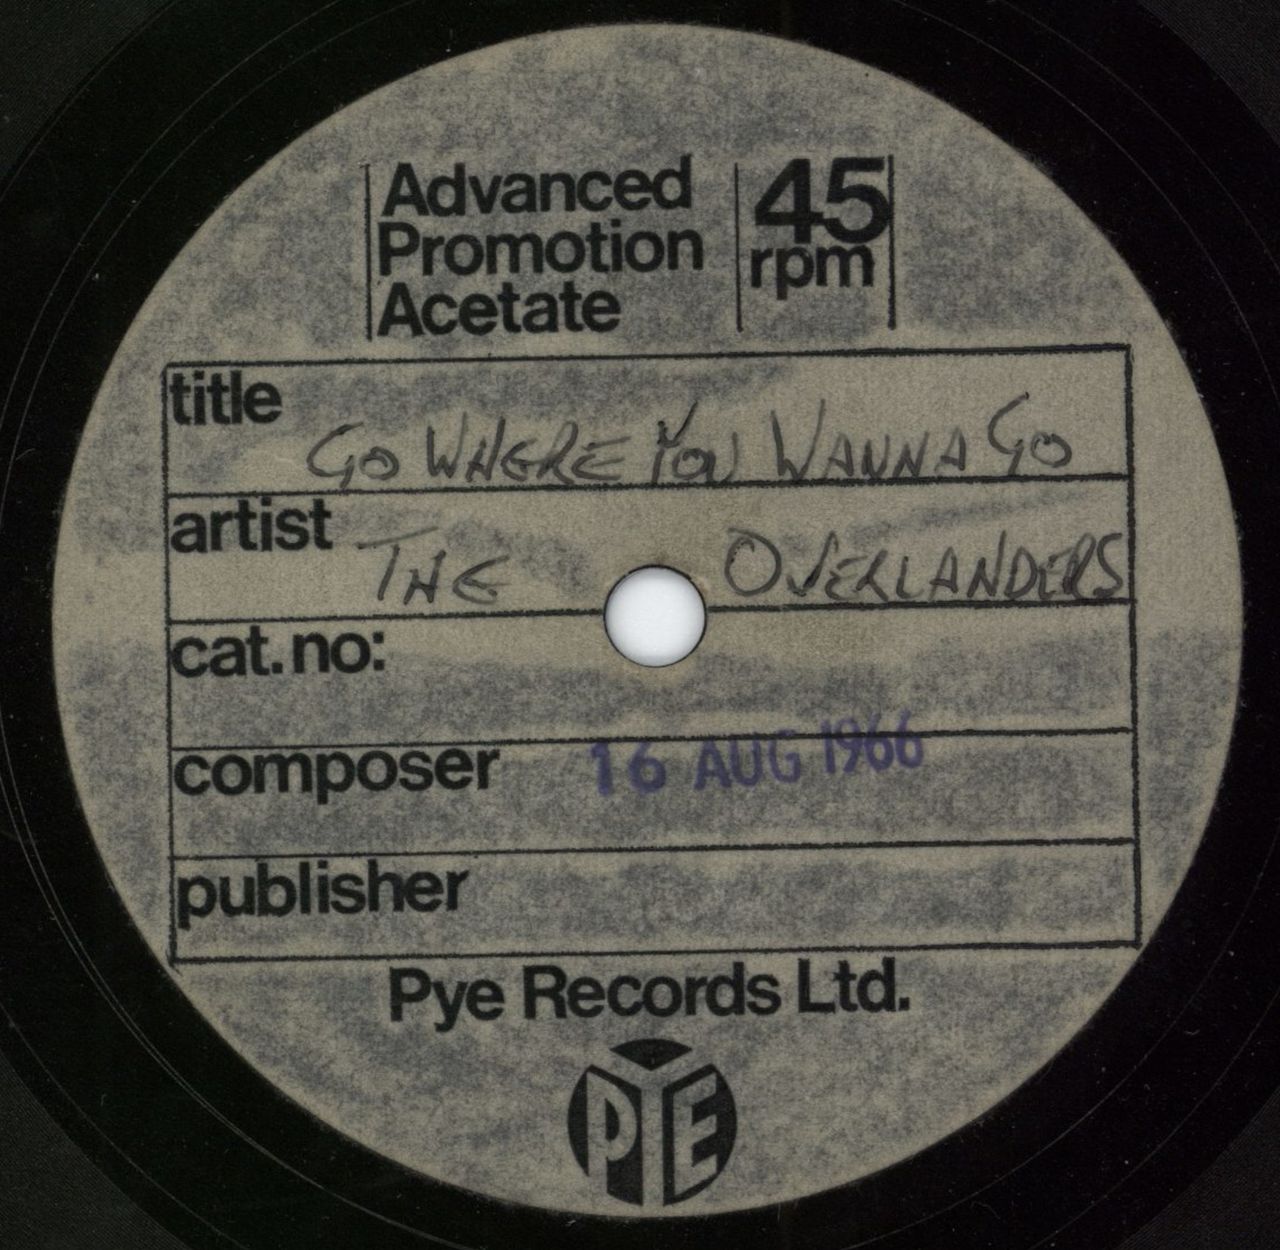 Advanced
Promotion
Acetate
45
rpm
title
GO WHERE YOU WANNA GO
artist
THE OVERLANDERS
cat.no:
composer
16 AUG 1966
publisher
Pye Records Ltd.
PYE